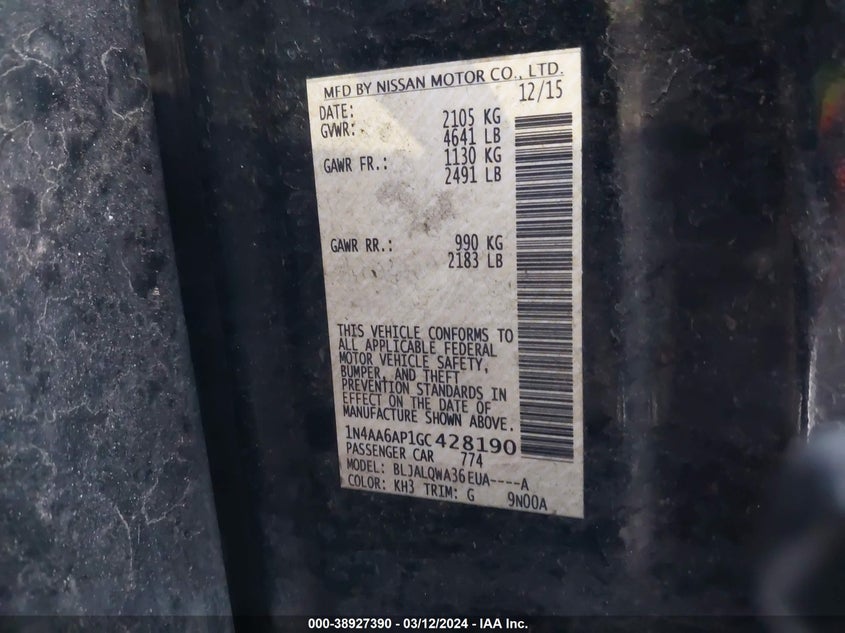 MFD BY NISSAN MOTOR CO., LTD.
DATE: 12/15
GVWR: 2105 KG
4641 LB
GAWR FR.: 1130 KG
2491 LB
GAWR RR.: 990 KG
2183 LB
THIS VEHICLE CONFORMS TO
ALL APPLICABLE FEDERAL
MOTOR VEHICLE SAFETY,
BUMPER, AND THEFT
PREVENTION STANDARDS IN
EFFECT ON THE DATE OF
MANUFACTURE SHOWN ABOVE.
1N4AA6AP1GC428190
PASSENGER CAR 774
MODEL: BLJALQWA36EUA----A
COLOR: KH3 TRIM: G 9N00A
000-38927390 - 03/12/2024 - IAA Inc.